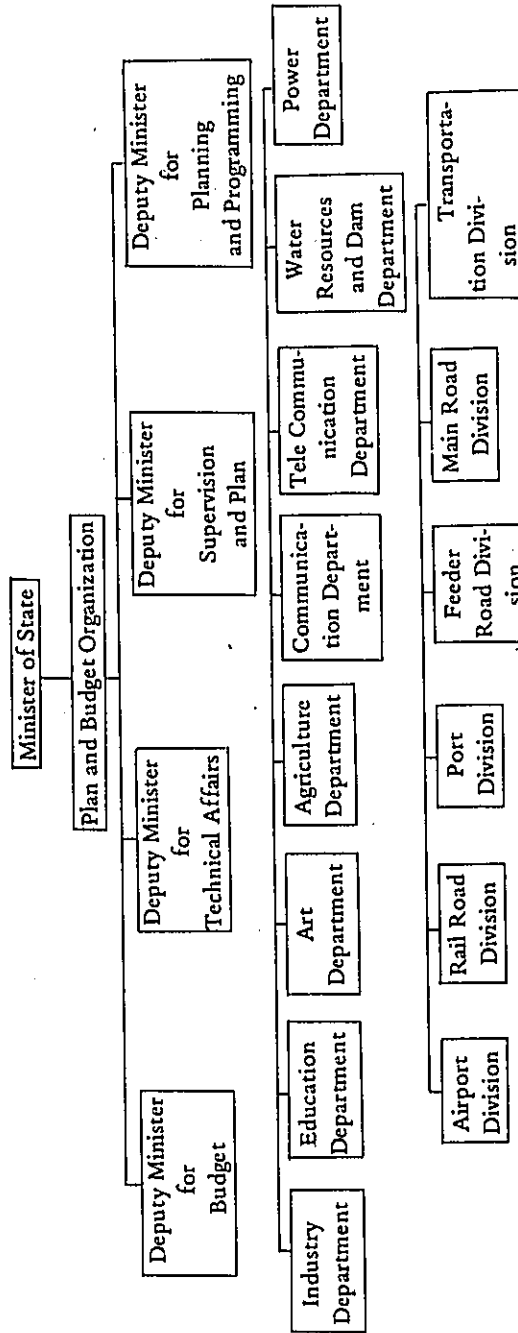 Minister of State
Plan and Budget Organization
Deputy Minister
for
Budget
Deputy Minister
for
Technical Affairs
Deputy Minister
for
Supervision
and Plan
Deputy Minister
for
Planning
and Programming
Industry
Department
Education
Department
Art
Department
Agriculture
Department
Communica-
tion Depart-
ment
Tele Commu-
nication
Department
Water
Resources
and Dam
Department
Power
Department
Airport
Division
Rail Road
Division
Port
Division
Feeder
Road Divi-
sion
Main Road
Division
Transporta-
tion Divi-
sion